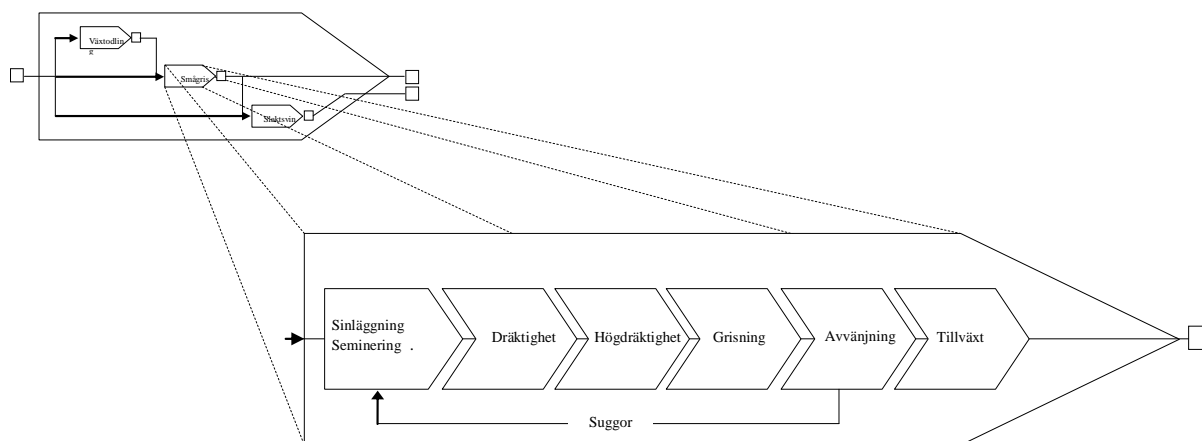 Växtodlin
g
Smågris
Slaktsvin
Sinläggning
Seminering .
Dräktighet
Högdräktighet
Grisning
Avvänjning
Tillväxt
Suggor